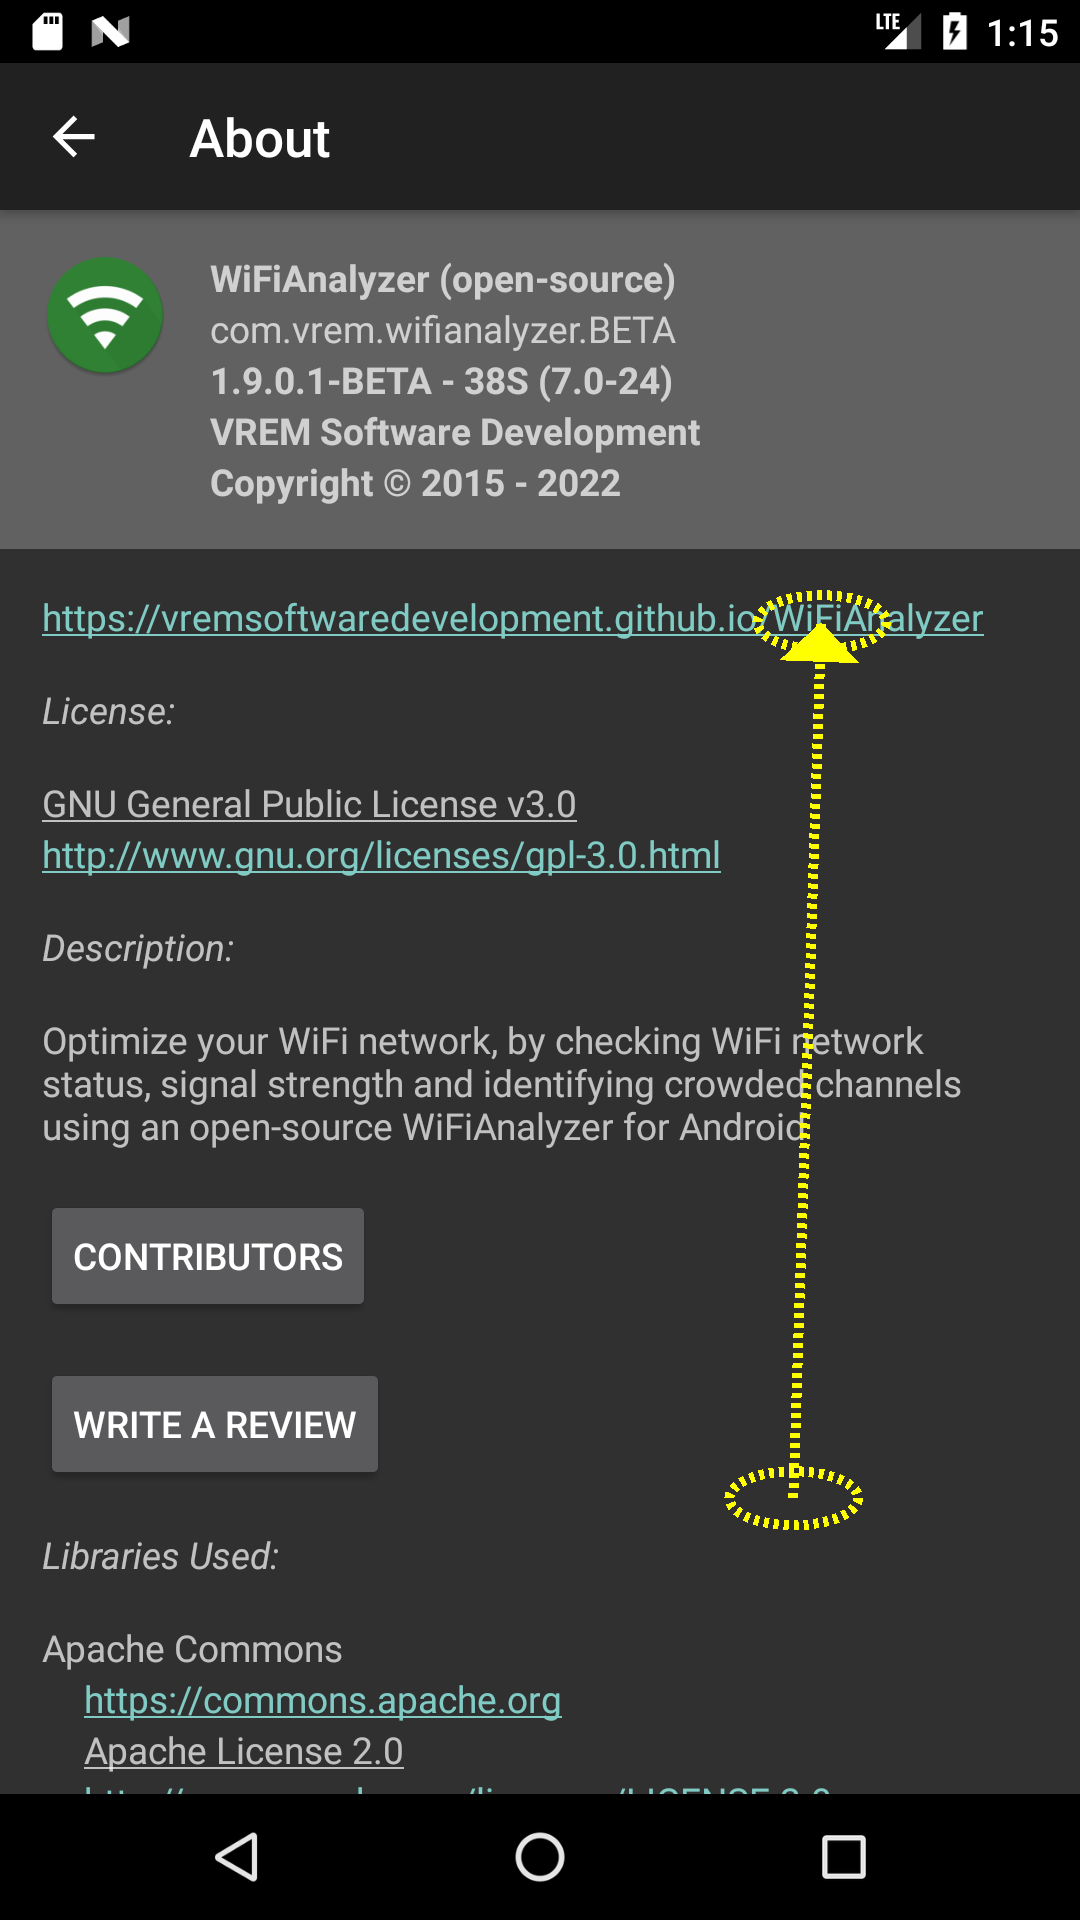 LTE 1:15
About
WiFiAnalyzer (open-source)
com.vrem.wifianalyzer.BETA
1.9.0.1-BETA - 38S (7.0-24)
VREM Software Development
Copyright © 2015 - 2022
https://vremsoftwaredevelopment.github.io/WiFiAnalyzer
License:
GNU General Public License v3.0
http://www.gnu.org/licenses/gpl-3.0.html
Description:
Optimize your WiFi network, by checking WiFi network
status, signal strength and identifying crowded channels
using an open-source WiFiAnalyzer for Android
CONTRIBUTORS
WRITE A REVIEW
Libraries Used:
Apache Commons
https://commons.apache.org
Apache License 2.0